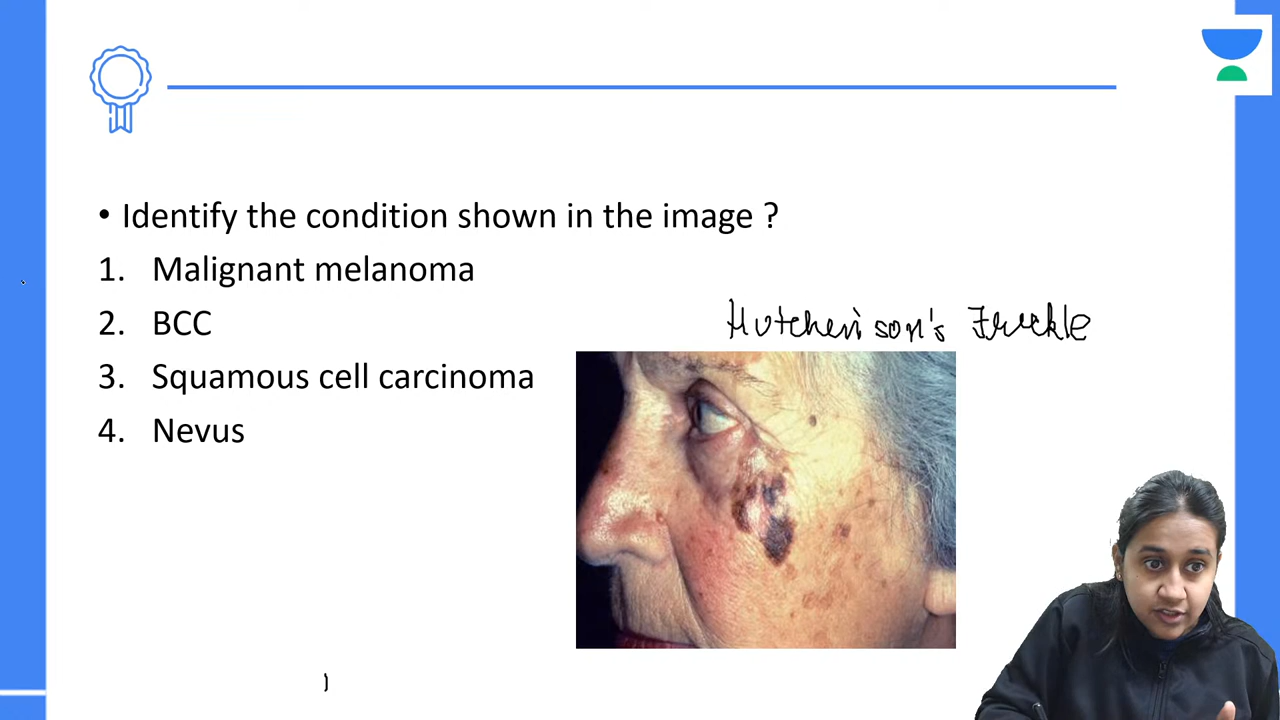 • Identify the condition shown in the image ?
1. Malignant melanoma
2. BCC
Hutcherison's Freckle
3. Squamous cell carcinoma
4. Nevus